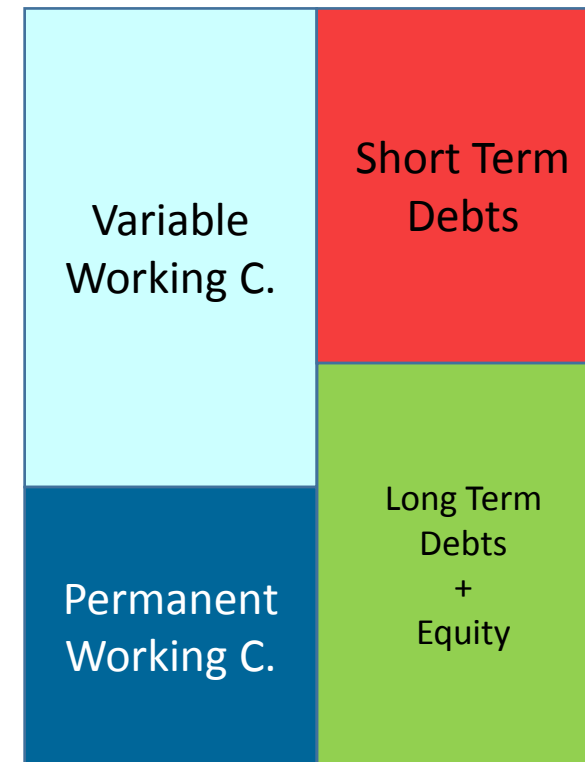 Variable
Working C.
Short Term
Debts
Permanent
Working C.
Long Term
Debts
+
Equity